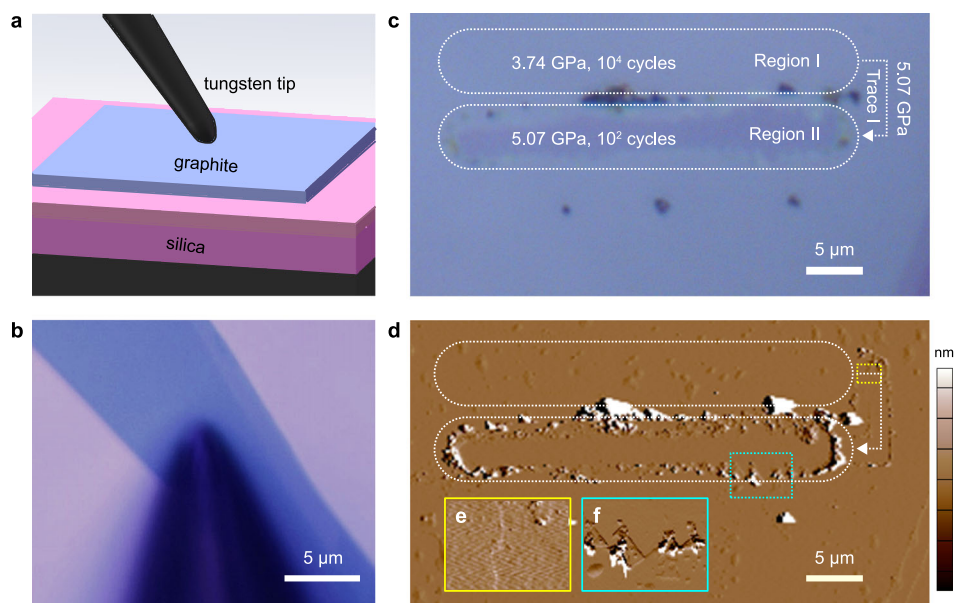 a
tungsten tip
graphite
silica
b
5 μm
c
3.74 GPa, 10⁴ cycles
Region I
5.07 GPa, 10² cycles
Region II
5.07 GPa
Trace I
5 μm
d
nm
e
f
5 μm